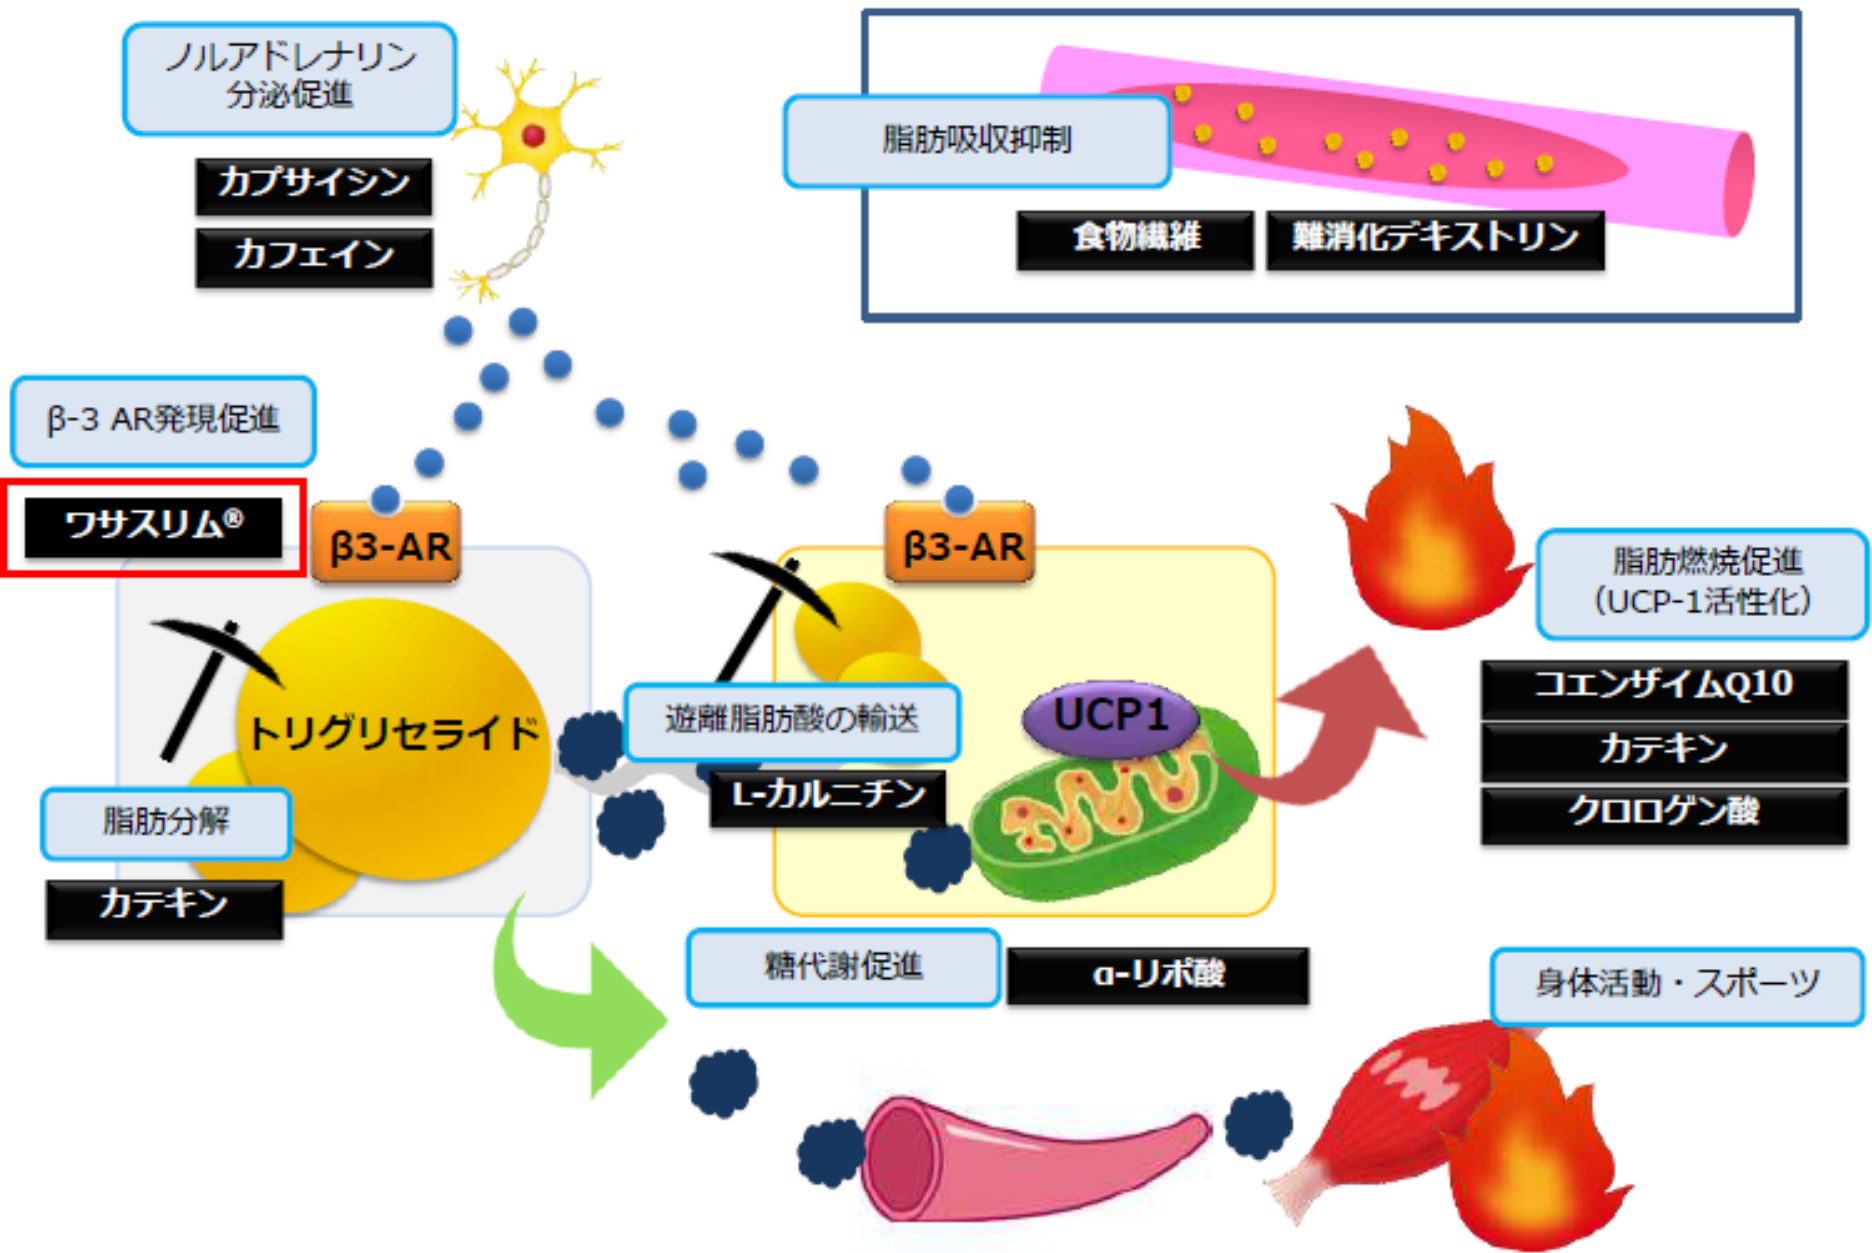 ノルアドレナリン
分泌促進
カプサイシン
カフェイン
脂肪吸収抑制
食物繊維
難消化デキストリン
β-3 AR発現促進
ワサスリム®
β3-AR
β3-AR
脂肪燃焼促進
（UCP-1活性化）
コエンザイムQ10
カテキン
クロロゲン酸
トリグリセライド
遊離脂肪酸の輸送
L-カルニチン
UCP1
脂肪分解
カテキン
糖代謝促進
α-リポ酸
身体活動・スポーツ